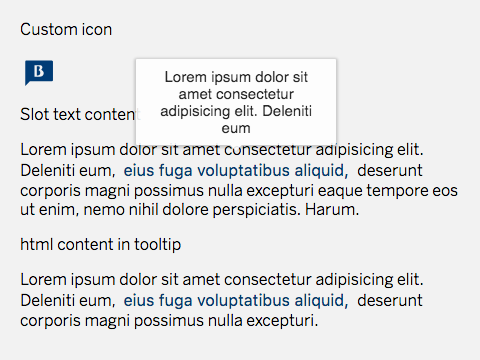 Custom icon
B
Lorem ipsum dolor sit
amet consectetur
adipisicing elit. Deleniti
eum
Slot text content
Lorem ipsum dolor sit amet consectetur adipisicing elit.
Deleniti eum, eius fuga voluptatibus aliquid, deserunt
corporis magni possimus nulla excepturi eaque tempore eos
ut enim, nemo nihil dolore perspiciatis. Harum.
html content in tooltip
Lorem ipsum dolor sit amet consectetur adipisicing elit.
Deleniti eum, eius fuga voluptatibus aliquid, deserunt
corporis magni possimus nulla excepturi.